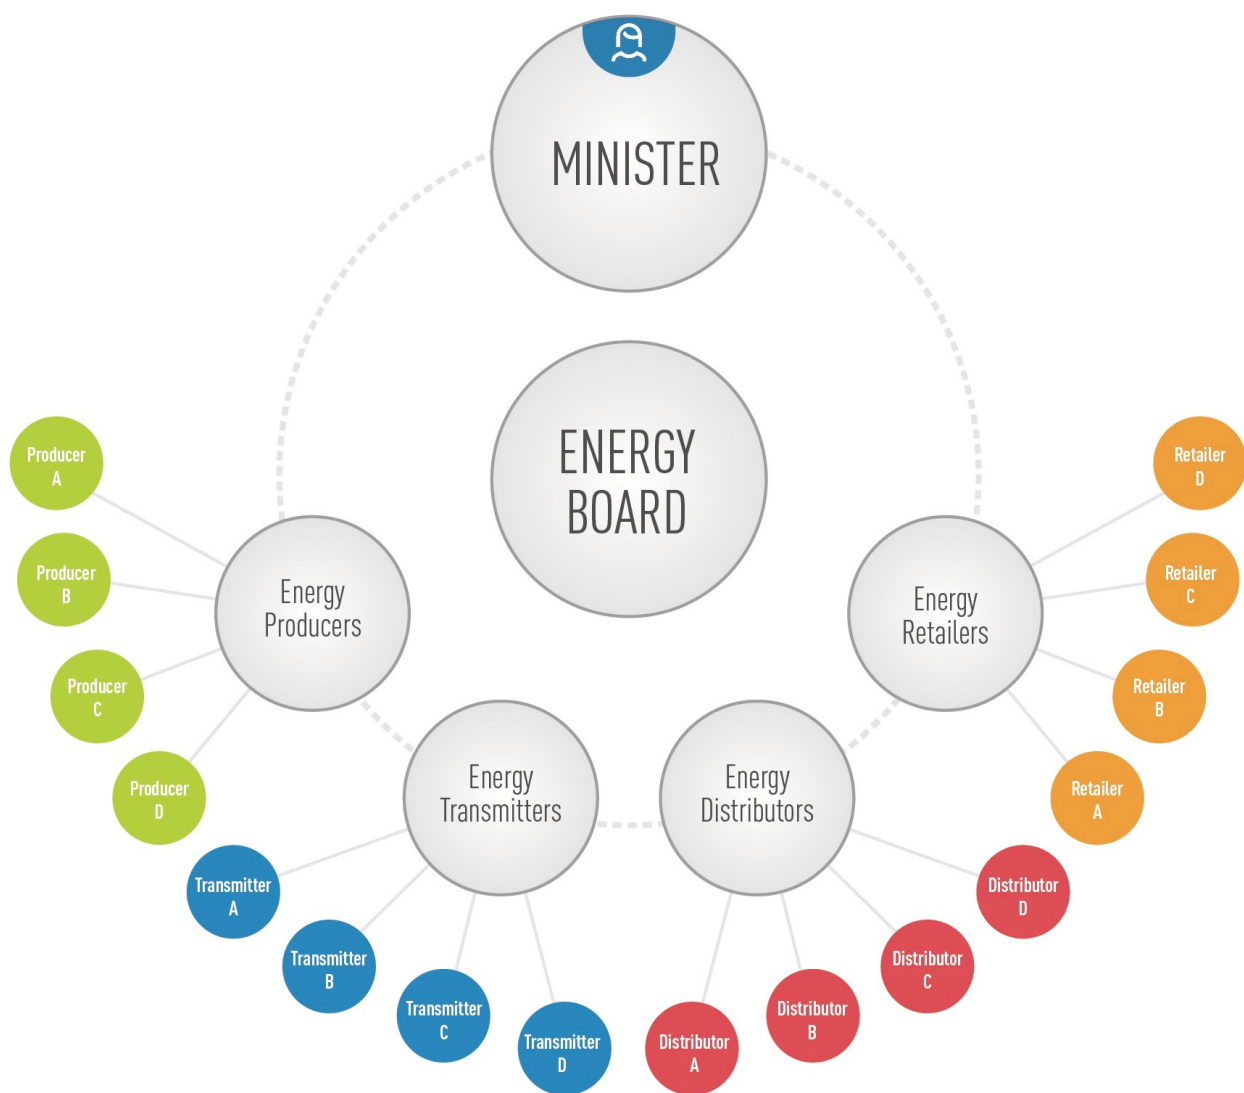 MINISTER
ENERGY
BOARD
Energy
Producers
Energy
Transmitters
Energy
Distributors
Energy
Retailers
Producer
A
Producer
B
Producer
C
Producer
D
Transmitter
A
Transmitter
B
Transmitter
C
Transmitter
D
Distributor
A
Distributor
B
Distributor
C
Distributor
D
Retailer
A
Retailer
B
Retailer
C
Retailer
D